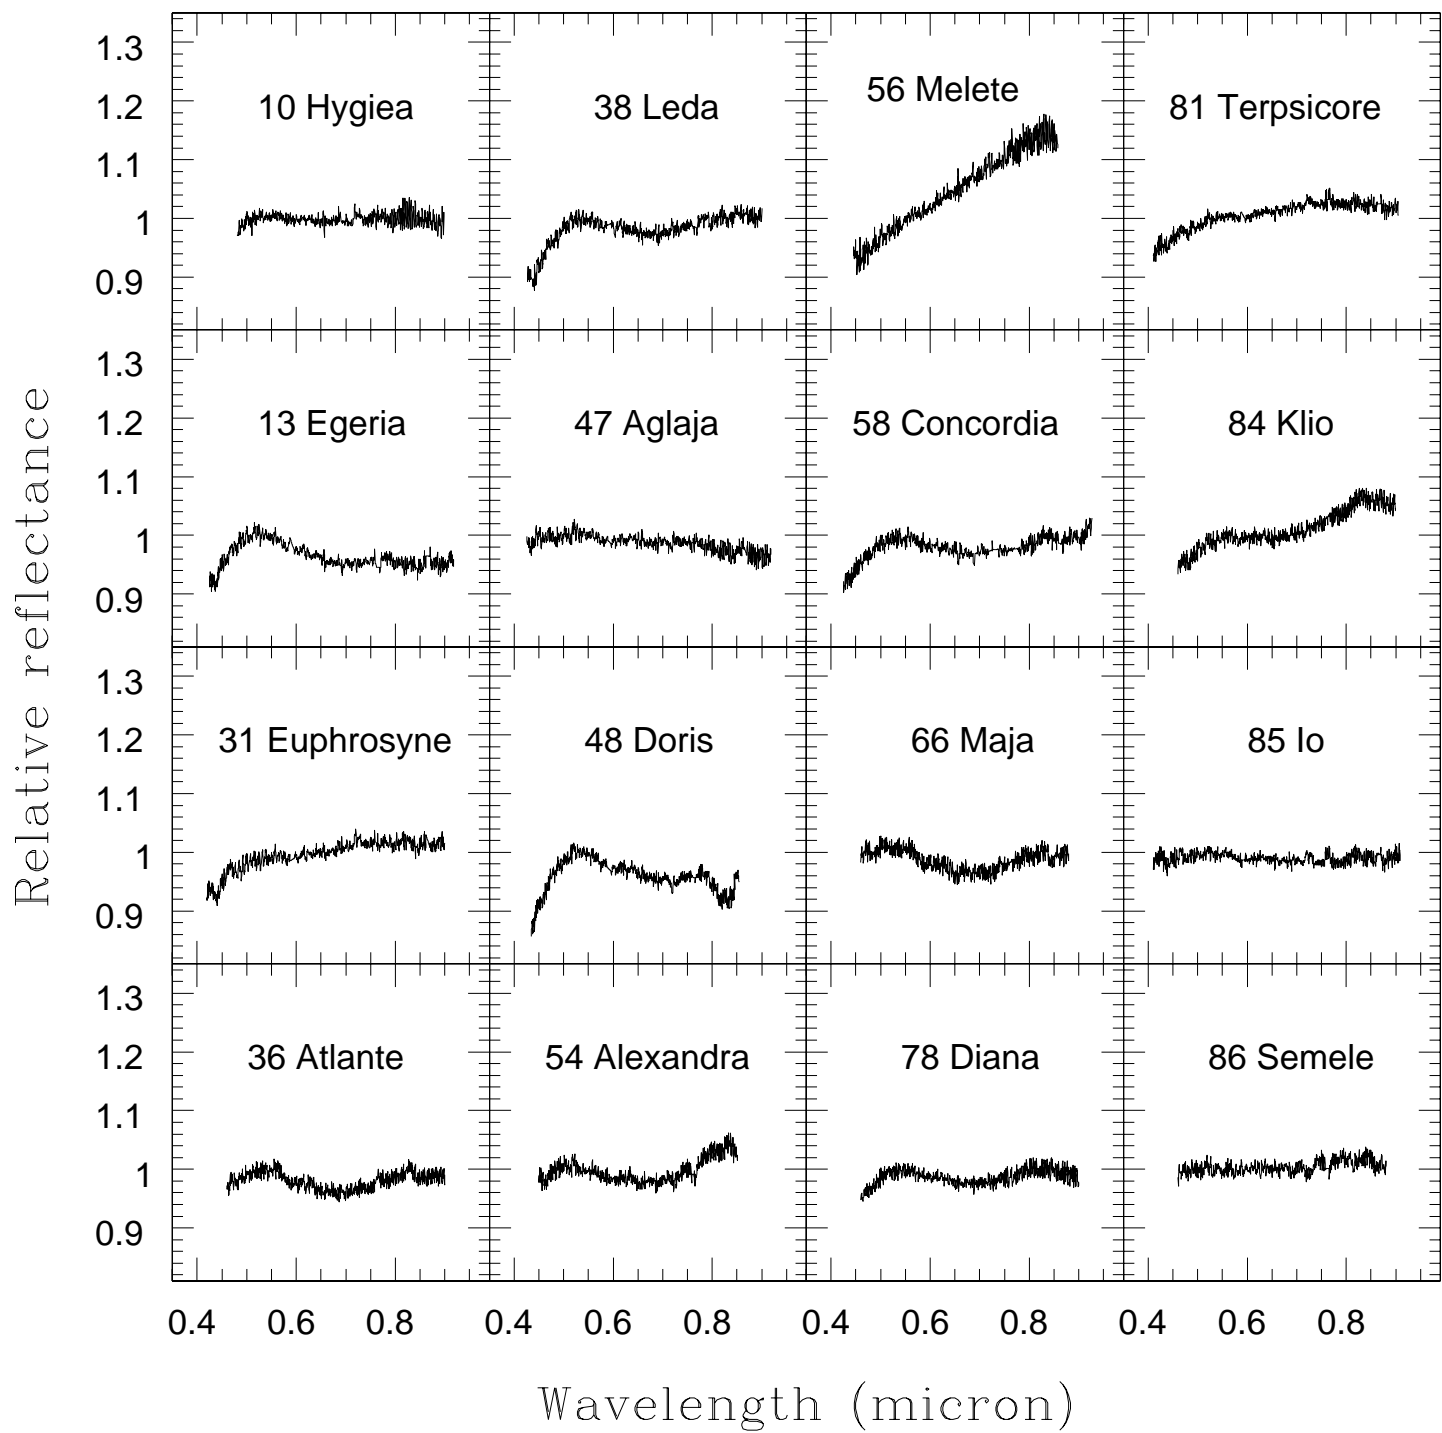 1.3
1.2
1.1
1
0.9
10 Hygiea
38 Leda
56 Melete
81 Terpsicore
1.3
1.2
1.1
1
0.9
13 Egeria
47 Aglaja
58 Concordia
84 Klio
1.3
1.2
1.1
1
0.9
31 Euphrosyne
48 Doris
66 Maja
85 Io
1.3
1.2
1.1
1
0.9
36 Atlante
54 Alexandra
78 Diana
86 Semele
0.4 0.6 0.8 0.4 0.6 0.8 0.4 0.6 0.8 0.4 0.6 0.8
Relative reflectance
Wavelength (micron)